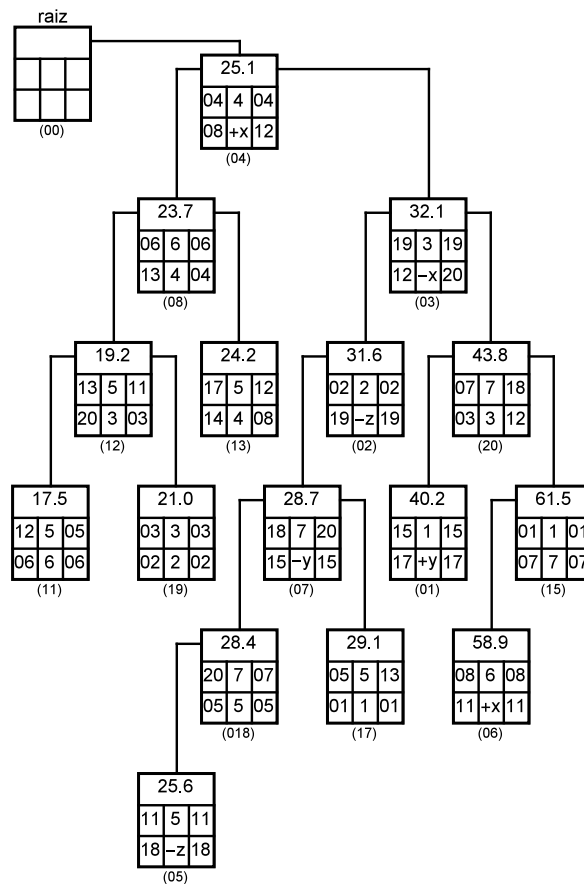 raiz
(00)
25.1
04 4 04
08 +x 12
(04)
23.7
06 6 06
13 4 04
(08)
32.1
19 3 19
12 −x 20
(03)
19.2
13 5 11
20 3 03
(12)
24.2
17 5 12
14 4 08
(13)
31.6
02 2 02
19 −z 19
(02)
43.8
07 7 18
03 3 12
(20)
17.5
12 5 05
06 6 06
(11)
21.0
03 3 03
02 2 02
(19)
28.7
18 7 20
15 −y 15
(07)
40.2
15 1 15
17 +y 17
(01)
61.5
01 1 01
07 7 07
(15)
28.4
20 7 07
05 5 05
(018)
29.1
05 5 13
01 1 01
(17)
58.9
08 6 08
11 +x 11
(06)
25.6
11 5 11
18 −z 18
(05)